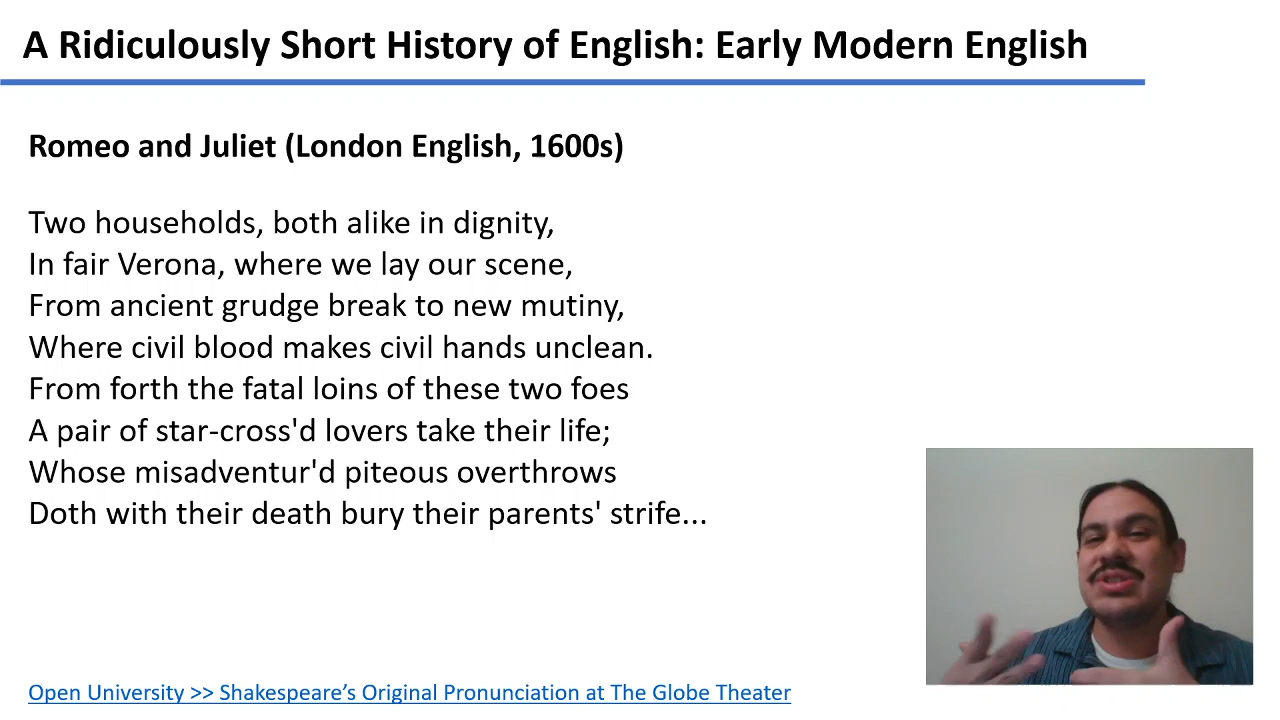 A Ridiculously Short History of English: Early Modern English
Romeo and Juliet (London English, 1600s)
Two households, both alike in dignity,
In fair Verona, where we lay our scene,
From ancient grudge break to new mutiny,
Where civil blood makes civil hands unclean.
From forth the fatal loins of these two foes
A pair of star-cross'd lovers take their life;
Whose misadventur'd piteous overthrows
Doth with their death bury their parents' strife...
Open University >> Shakespeare’s Original Pronunciation at The Globe Theater